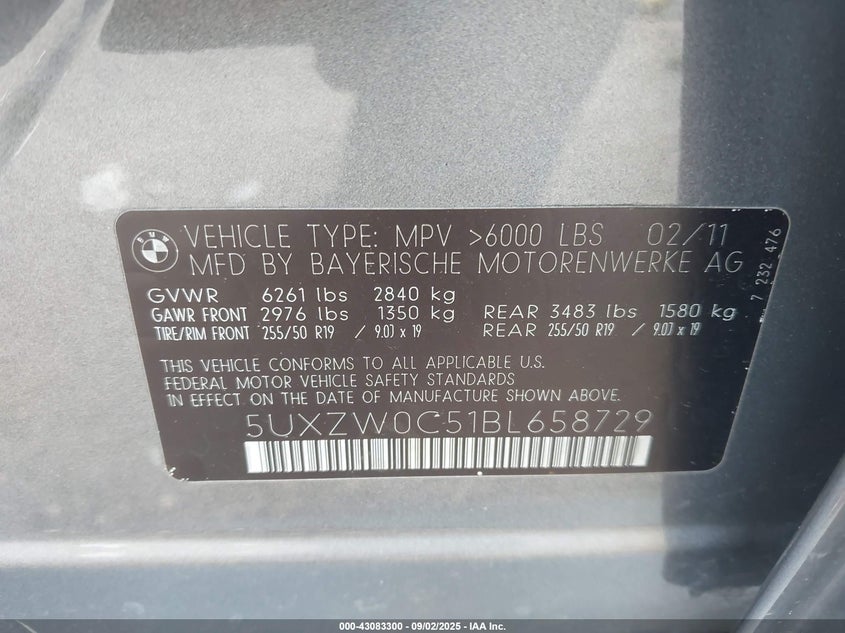 BMW
VEHICLE TYPE: MPV >6000 LBS 02/11
MFD BY BAYERISCHE MOTORENWERKE AG
GVWR 6261 lbs 2840 kg
GAWR FRONT 2976 lbs 1350 kg REAR 3483 lbs 1580 kg
TIRE/RIM FRONT 255/50 R19 / 9.0J x 19 REAR 255/50 R19 / 9.0J x 19
THIS VEHICLE CONFORMS TO ALL APPLICABLE U.S.
FEDERAL MOTOR VEHICLE SAFETY STANDARDS
IN EFFECT ON THE DATE OF MANUFACTURE SHOWN ABOVE.
5UXZW0C51BL658729
7 232 476
000-43083300 - 09/02/2025 - IAA Inc.